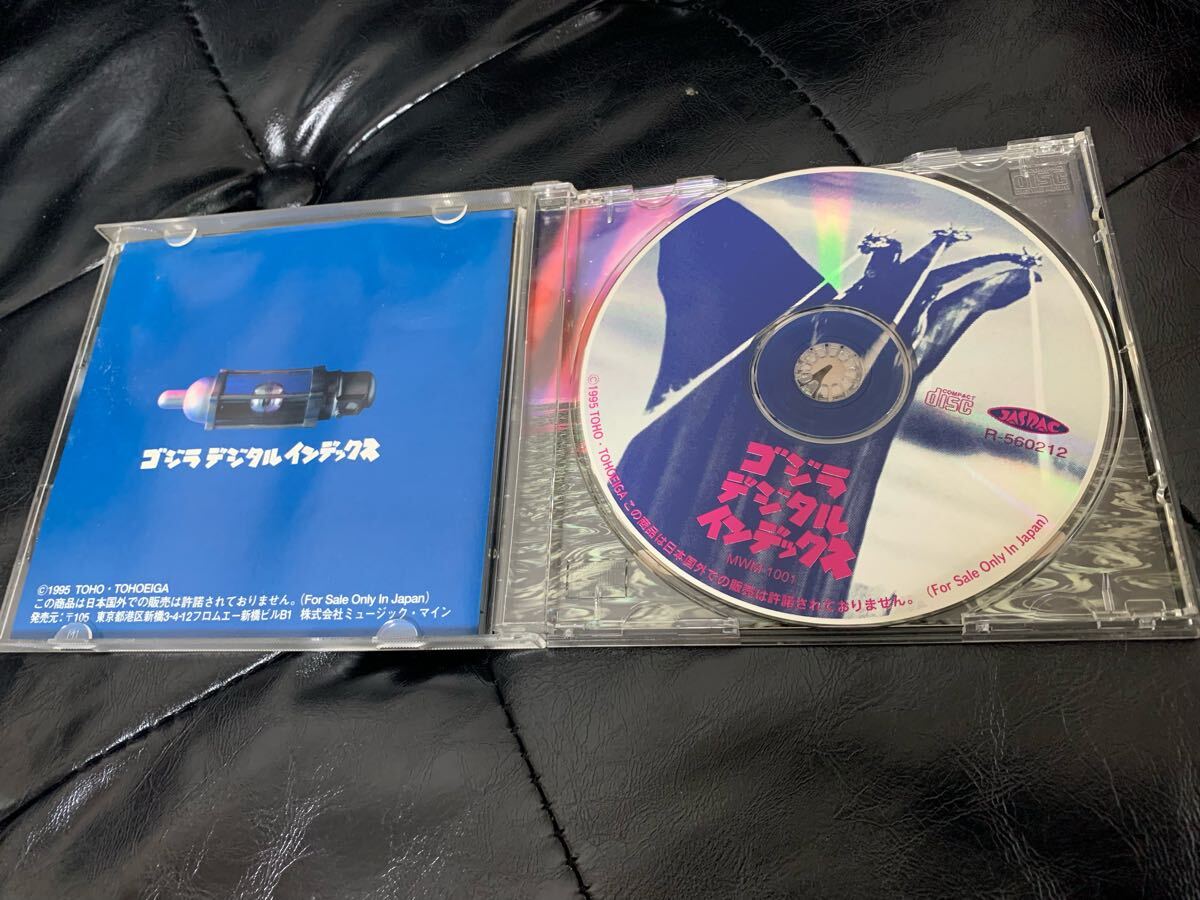 ゴジラ デジタル インデックス
©1995 TOHO・TOHOEIGA
この商品は日本国外での販売は許諾されておりません。(For Sale Only In Japan)
発売元:〒105 東京都港区新橋3-4-12フロムエー新橋ビルB1 株式会社ミュージック・マイン
COMPACT
disc
JASRAC
R-560212
ゴジラ
デジタル
インデックス
MWM-1001
©1995 TOHO・TOHOEIGA この商品は日本国外での販売は許諾されておりません。(For Sale Only In Japan)
disc